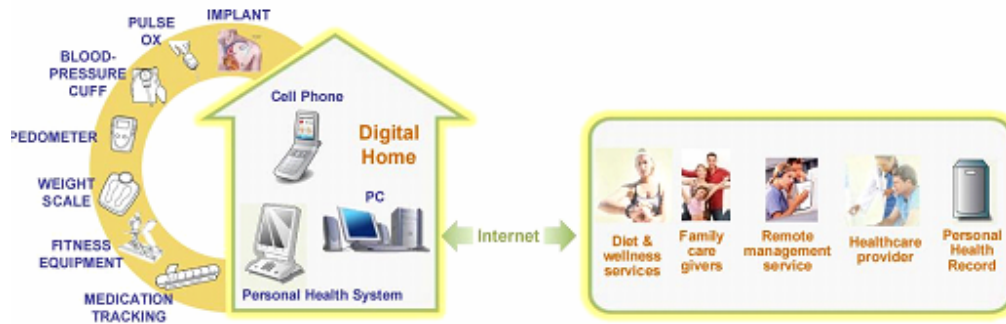 IMPLANT
PULSE
OX
BLOOD-
PRESSURE
CUFF
PEDOMETER
WEIGHT
SCALE
FITNESS
EQUIPMENT
MEDICATION
TRACKING
Cell Phone
Digital
Home
PC
Personal Health System
Internet
Diet &
wellness
services
Family
care
givers
Remote
management
service
Healthcare
provider
Personal
Health
Record